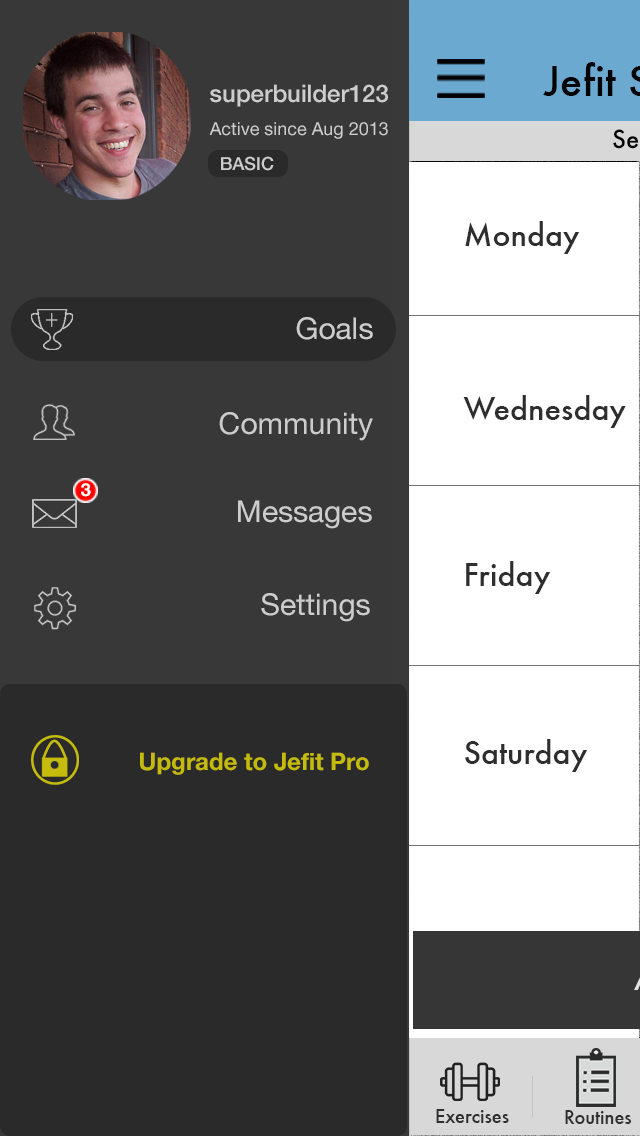 superbuilder123
Active since Aug 2013
BASIC
Goals
Community
3
Messages
Settings
Upgrade to Jefit Pro
Jefit S
Se
Monday
Wednesday
Friday
Saturday
Exercises
Routines